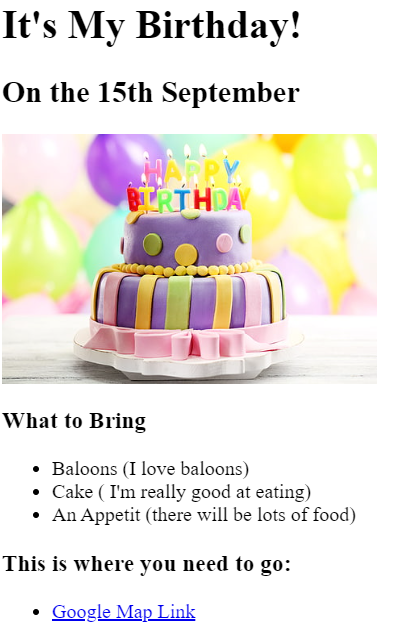 It's My Birthday!
On the 15th September
HAPPY
BIRTHDAY
What to Bring
Baloons (I love baloons)
Cake ( I'm really good at eating)
An Appetit (there will be lots of food)
This is where you need to go:
Google Map Link